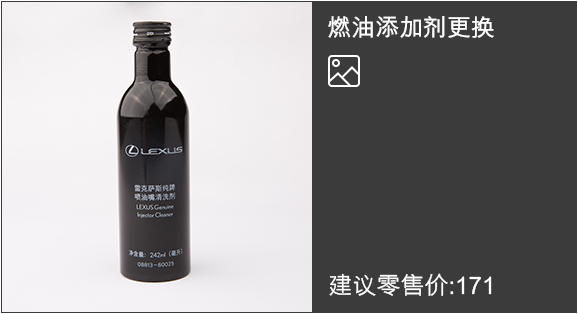 LEXUS
雷克萨斯纯牌
喷油嘴清洗剂
LEXUS Genuine
Injector Cleaner
净含量: 242ml (毫升)
08813-80025
燃油添加剂更换
建议零售价:171